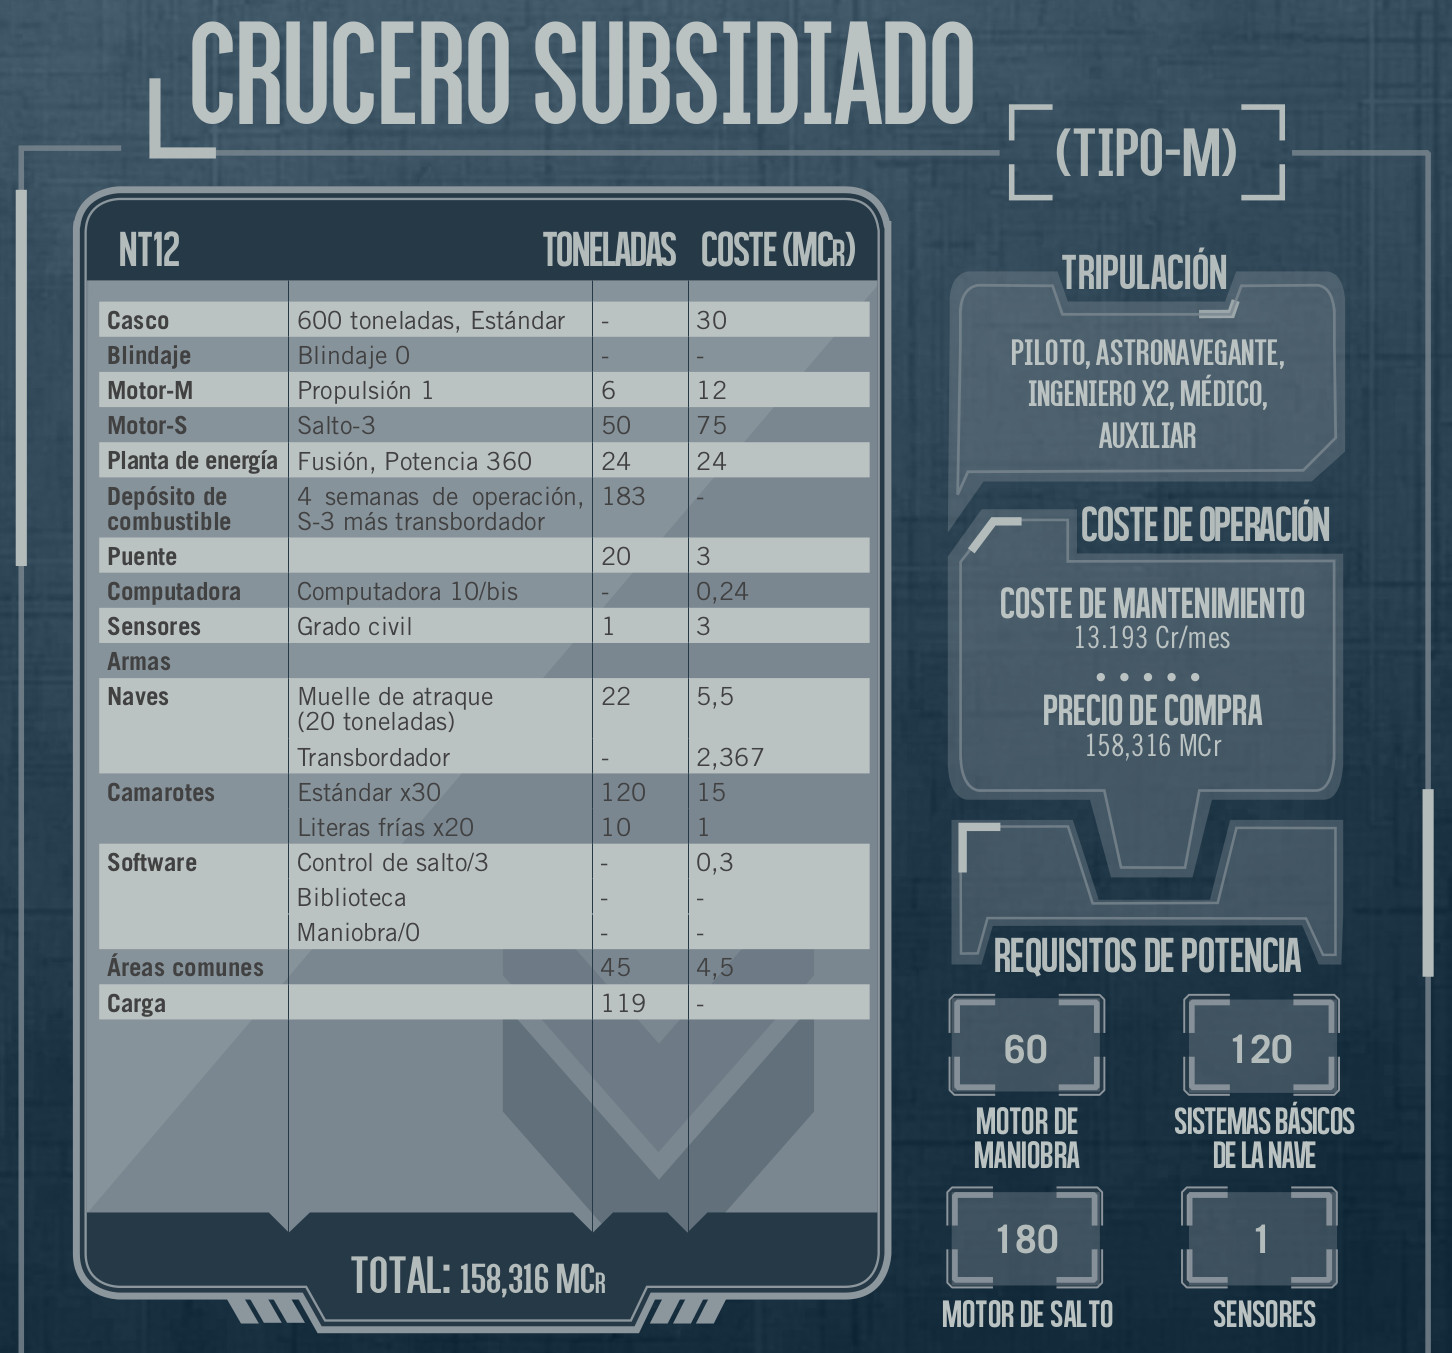 CRUCERO SUBSIDIADO
(TIPO-M)
NT12 TONELADAS COSTE (MCR)
Casco 600 toneladas, Estándar - 30
Blindaje Blindaje 0 - -
Motor-M Propulsión 1 6 12
Motor-S Salto-3 50 75
Planta de energía Fusión, Potencia 360 24 24
Depósito de 4 semanas de operación, 183 -
combustible S-3 más transbordador
Puente 20 3
Computadora Computadora 10/bis - 0,24
Sensores Grado civil 1 3
Armas
Naves Muelle de atraque 22 5,5
(20 toneladas)
Transbordador - 2,367
Camarotes Estándar x30 120 15
Literas frías x20 10 1
Software Control de salto/3 - 0,3
Biblioteca - -
Maniobra/0 - -
Áreas comunes 45 4,5
Carga 119 -
TOTAL: 158,316 MCR
TRIPULACIÓN
PILOTO, ASTRONAVEGANTE,
INGENIERO X2, MÉDICO,
AUXILIAR
COSTE DE OPERACIÓN
COSTE DE MANTENIMIENTO
13.193 Cr/mes
PRECIO DE COMPRA
158,316 MCr
REQUISITOS DE POTENCIA
60
MOTOR DE
MANIOBRA
120
SISTEMAS BÁSICOS
DE LA NAVE
180
MOTOR DE SALTO
1
SENSORES